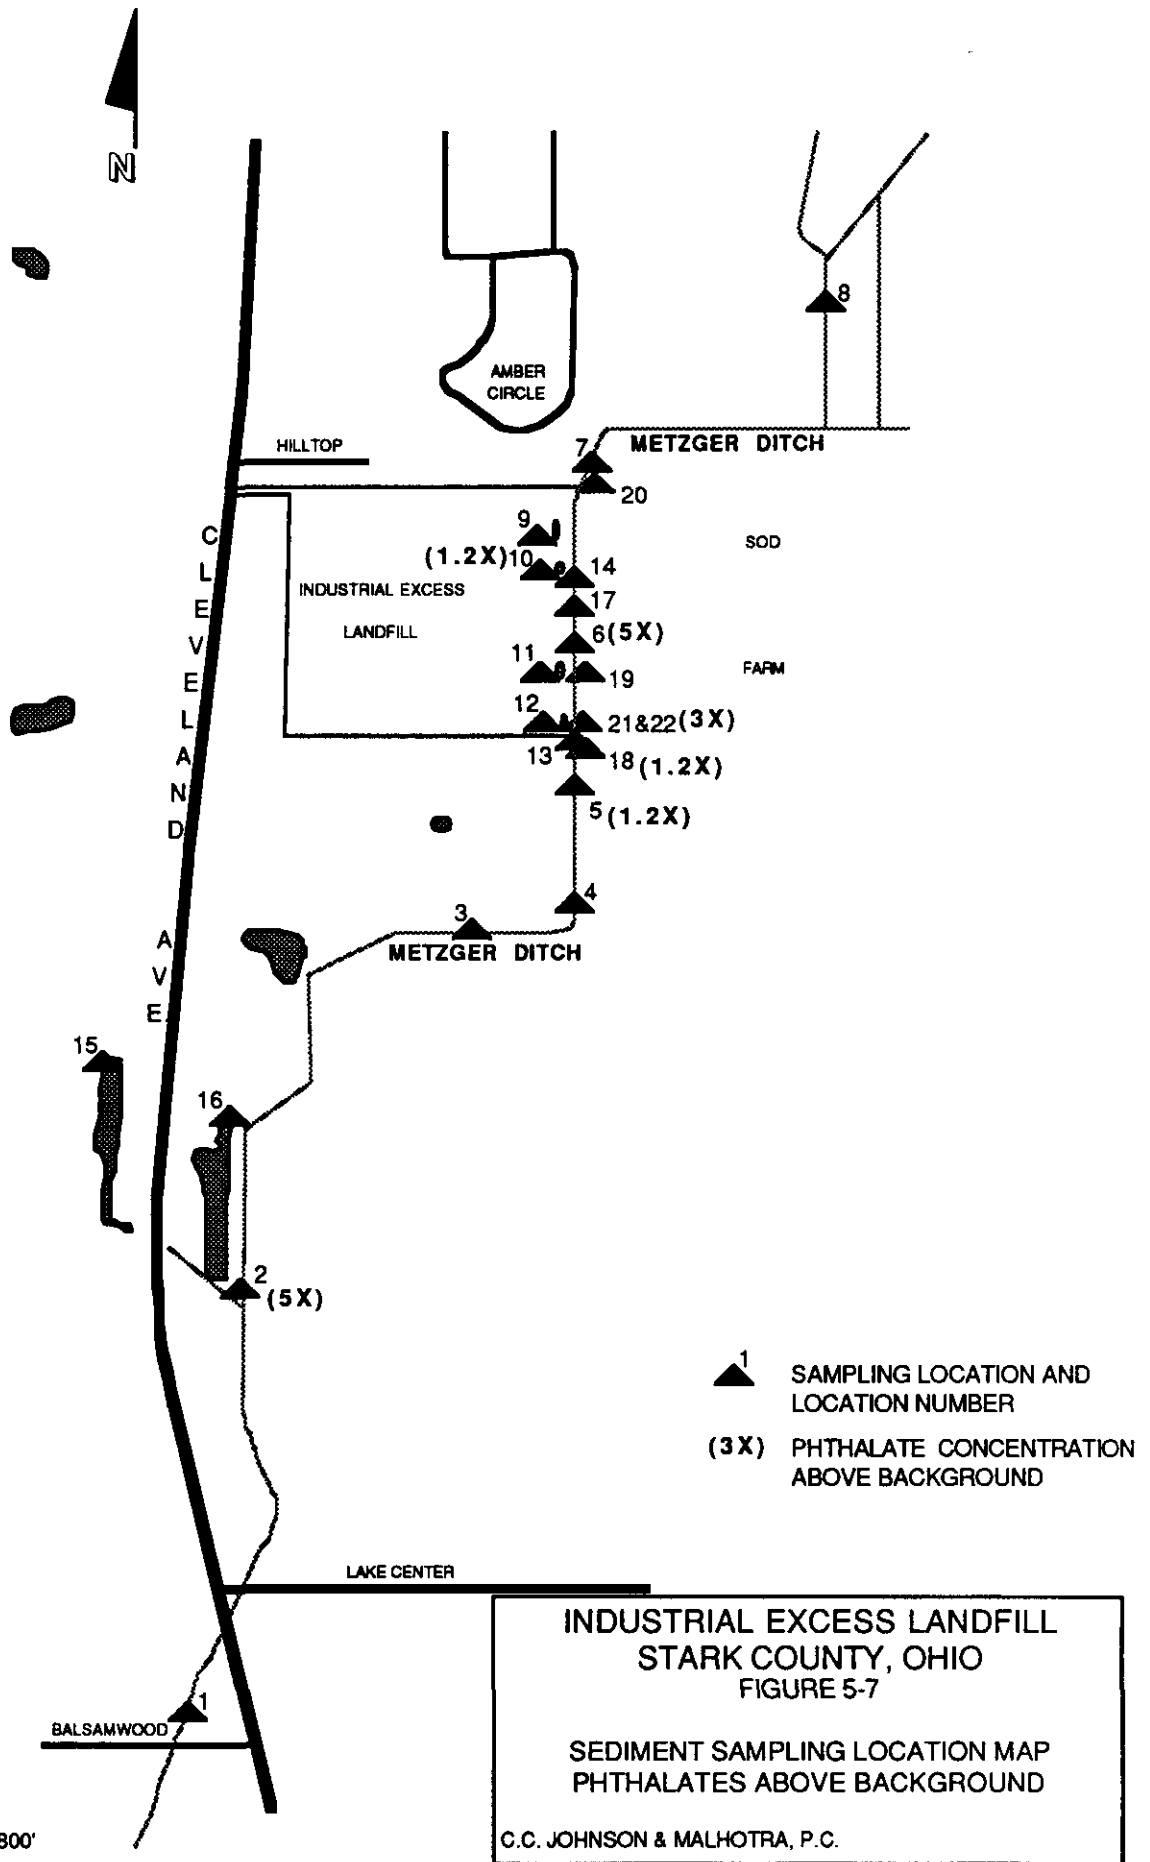 N
8
AMBER
CIRCLE
HILLTOP
7
METZGER DITCH
20
9
SOD
(1.2X)10
14
INDUSTRIAL EXCESS
17
LANDFILL
6(5X)
11
FARM
19
12
21&22(3X)
13
18(1.2X)
5(1.2X)
CLEVELAND AVE
4
3
METZGER DITCH
15
16
2
(5X)
1
SAMPLING LOCATION AND
LOCATION NUMBER
(3X)
PHTHALATE CONCENTRATION
ABOVE BACKGROUND
LAKE CENTER
1
BALSAMWOOD
INDUSTRIAL EXCESS LANDFILL
STARK COUNTY, OHIO
FIGURE 5-7
SEDIMENT SAMPLING LOCATION MAP
PHTHALATES ABOVE BACKGROUND
C.C. JOHNSON & MALHOTRA, P.C.